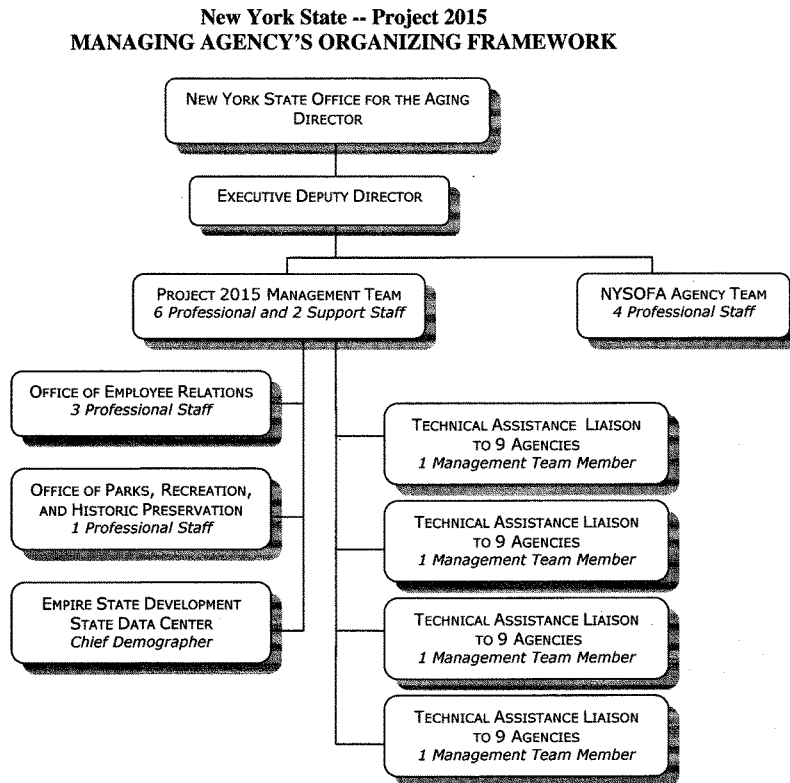 New York State -- Project 2015
MANAGING AGENCY'S ORGANIZING FRAMEWORK
NEW YORK STATE OFFICE FOR THE AGING
DIRECTOR
EXECUTIVE DEPUTY DIRECTOR
PROJECT 2015 MANAGEMENT TEAM
6 Professional and 2 Support Staff
NYSOFA AGENCY TEAM
4 Professional Staff
OFFICE OF EMPLOYEE RELATIONS
3 Professional Staff
OFFICE OF PARKS, RECREATION,
AND HISTORIC PRESERVATION
1 Professional Staff
EMPIRE STATE DEVELOPMENT
STATE DATA CENTER
Chief Demographer
TECHNICAL ASSISTANCE LIAISON
TO 9 AGENCIES
1 Management Team Member
TECHNICAL ASSISTANCE LIAISON
TO 9 AGENCIES
1 Management Team Member
TECHNICAL ASSISTANCE LIAISON
TO 9 AGENCIES
1 Management Team Member
TECHNICAL ASSISTANCE LIAISON
TO 9 AGENCIES
1 Management Team Member